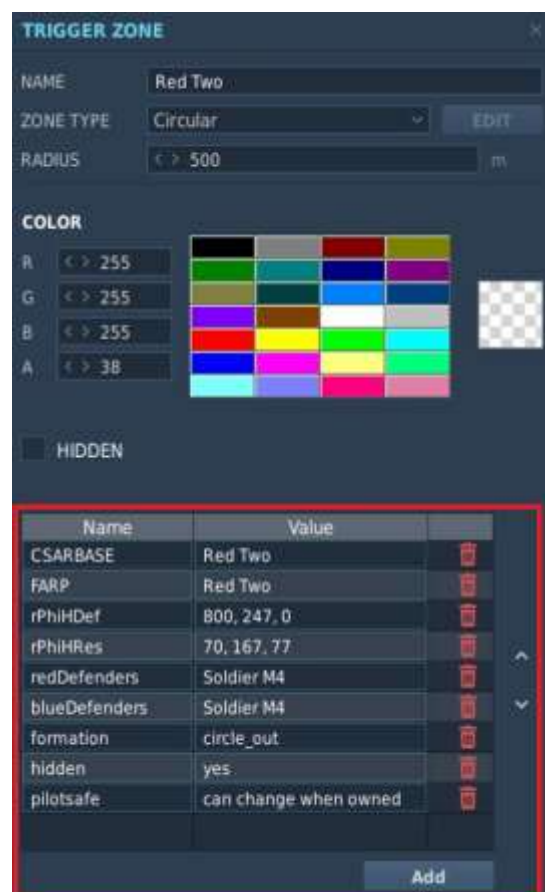 TRIGGER ZONE ×
NAME Red Two
ZONE TYPE Circular EDIT
RADIUS < > 500 m
COLOR
R < > 255
G < > 255
B < > 255
A < > 38
HIDDEN
Name Value
CSARBASE Red Two
FARP Red Two
rPhiHDef 800, 247, 0
rPhiHRes 70, 167, 77
redDefenders Soldier M4
blueDefenders Soldier M4
formation circle_out
hidden yes
pilotsafe can change when owned
Add